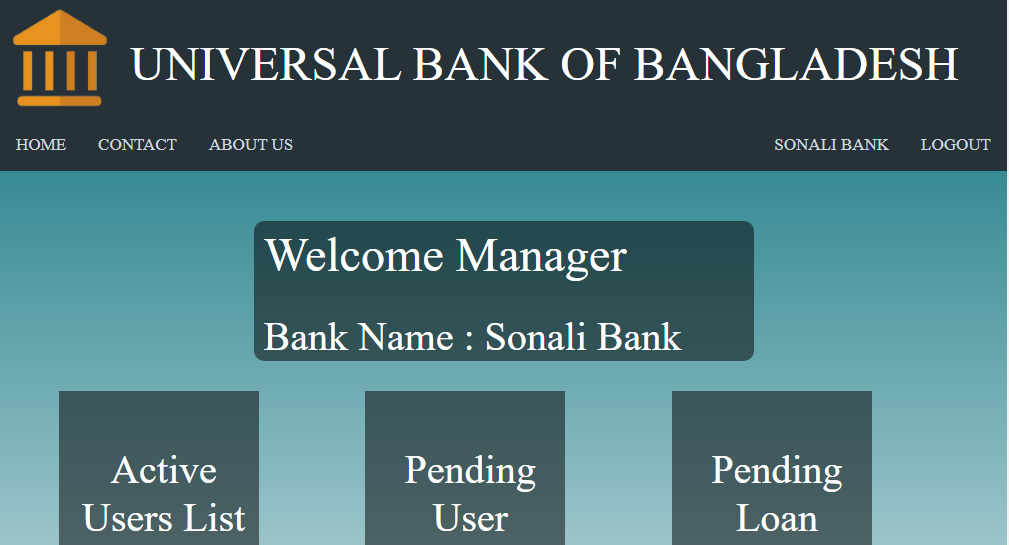 UNIVERSAL BANK OF BANGLADESH
HOME CONTACT ABOUT US SONALI BANK LOGOUT
Welcome Manager
Bank Name : Sonali Bank
Active Pending Pending
Users List User Loan